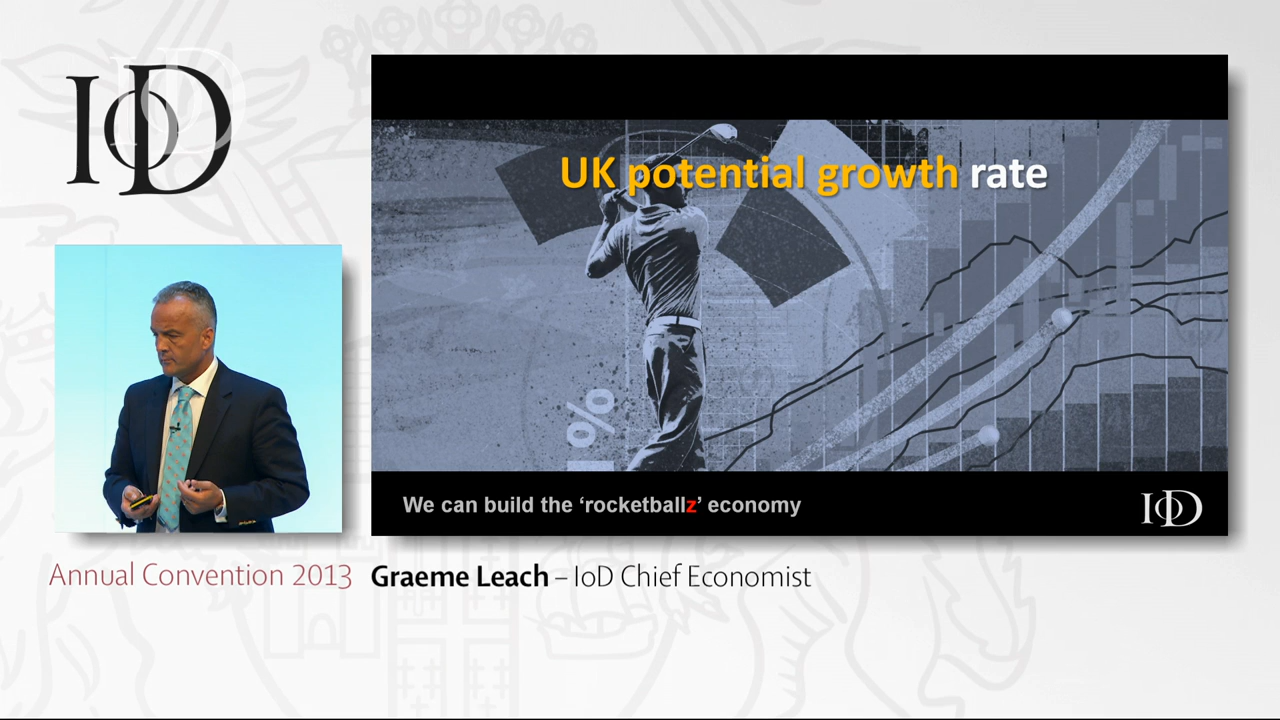 IoD
UK potential growth rate
%
We can build the ‘rocketballz’ economy
IoD
Annual Convention 2013
Graeme Leach – IoD Chief Economist